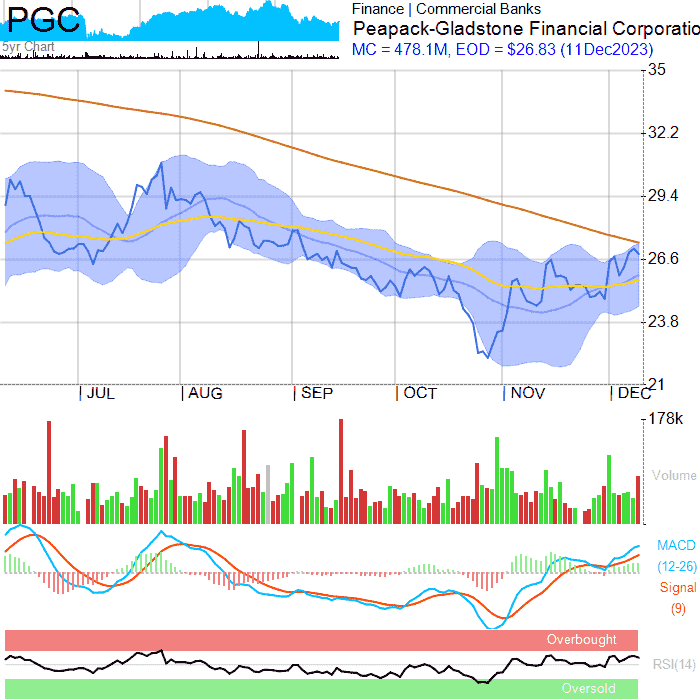 PGC
5yr Chart
Finance | Commercial Banks
Peapack-Gladstone Financial Corporatio
MC = 478.1M, EOD = $26.83 (11Dec2023)
35
32.2
29.4
26.6
23.8
21
| JUL | AUG | SEP | OCT | NOV | DEC
178k
Volume
MACD
(12-26)
Signal
(9)
Overbought
RSI(14)
Oversold